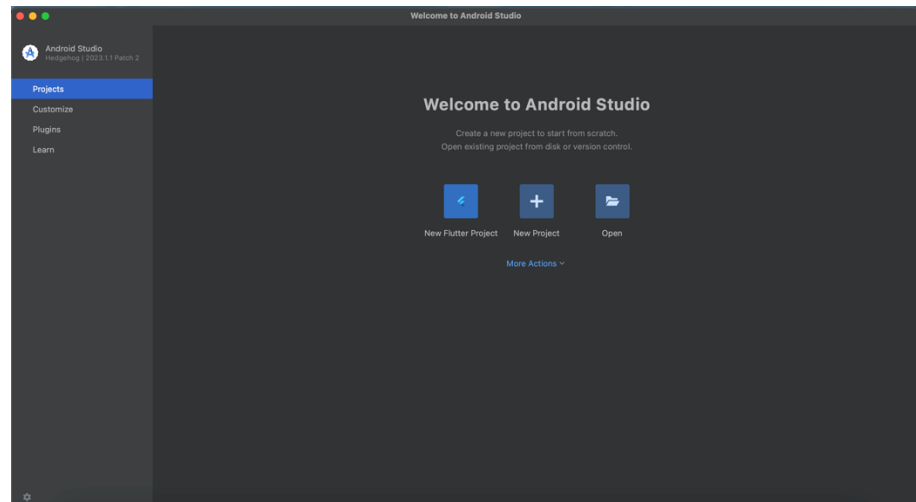 Welcome to Android Studio
Android Studio
Hedgehog | 2023.1.1 Patch 2
Projects
Customize
Plugins
Learn
Welcome to Android Studio
Create a new project to start from scratch.
Open existing project from disk or version control.
New Flutter Project
New Project
Open
More Actions